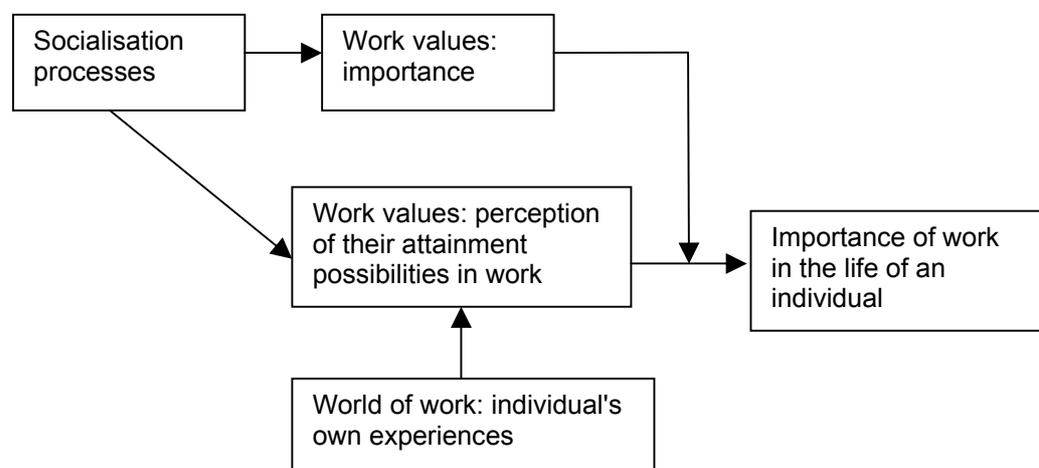 Socialisation
processes
Work values:
importance
Work values: perception
of their attainment
possibilities in work
Importance of work
in the life of an
individual
World of work: individual's
own experiences